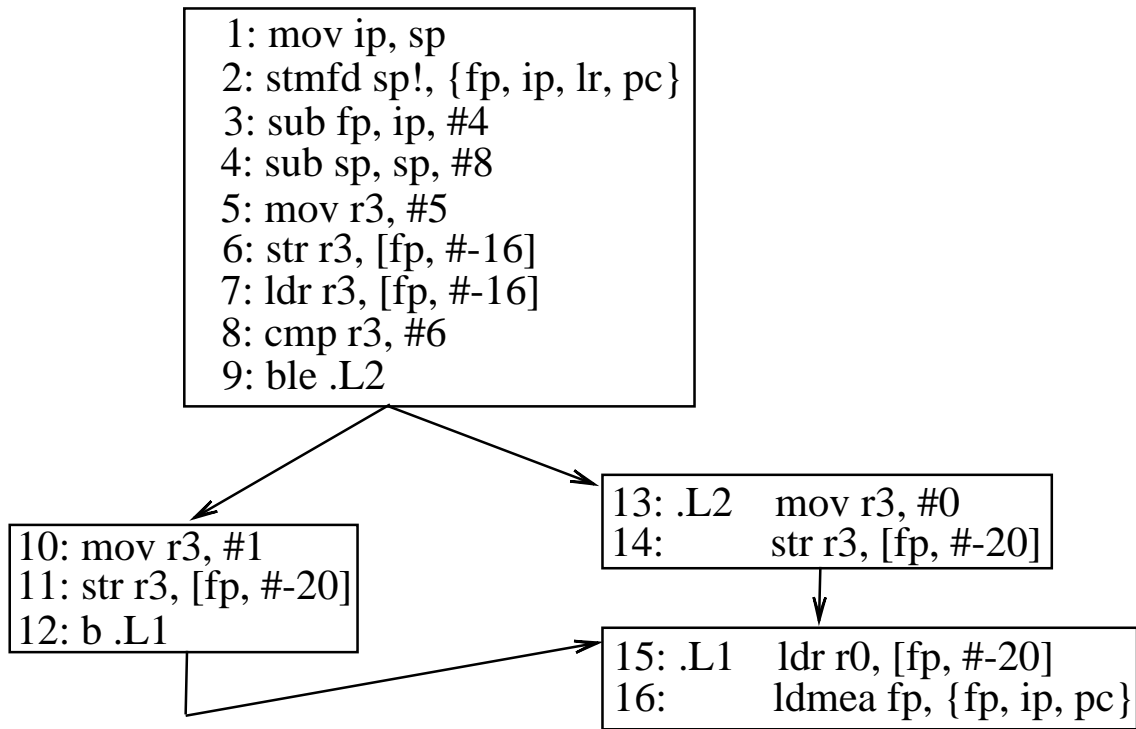 1: mov ip, sp
2: stmfd sp!, {fp, ip, lr, pc}
3: sub fp, ip, #4
4: sub sp, sp, #8
5: mov r3, #5
6: str r3, [fp, #-16]
7: ldr r3, [fp, #-16]
8: cmp r3, #6
9: ble .L2
10: mov r3, #1
11: str r3, [fp, #-20]
12: b .L1
13: .L2 mov r3, #0
14: str r3, [fp, #-20]
15: .L1 ldr r0, [fp, #-20]
16: ldmea fp, {fp, ip, pc}